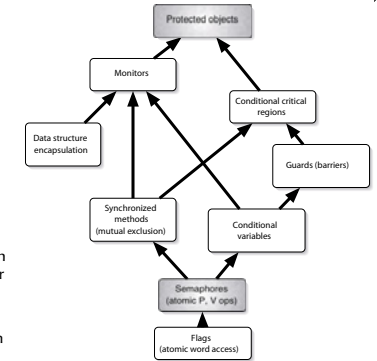 Protected objects
Monitors
Conditional critical
regions
Data structure
encapsulation
Guards (barriers)
Synchronized
methods
(mutual exclusion)
Conditional
variables
n
r
Semaphores
(atomic P, V ops)
n
Flags
(atomic word access)